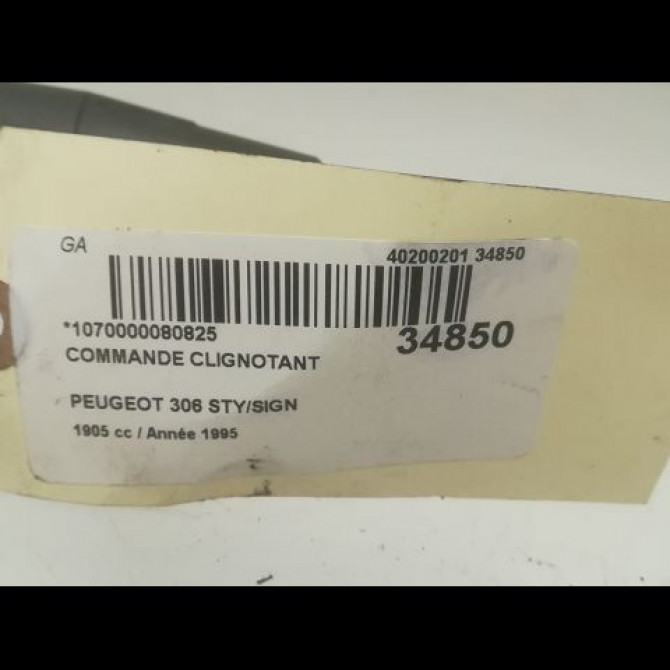 GA
40200201 34850
*1070000080825
34850
COMMANDE CLIGNOTANT
PEUGEOT 306 STY/SIGN
1905 cc / Année 1995